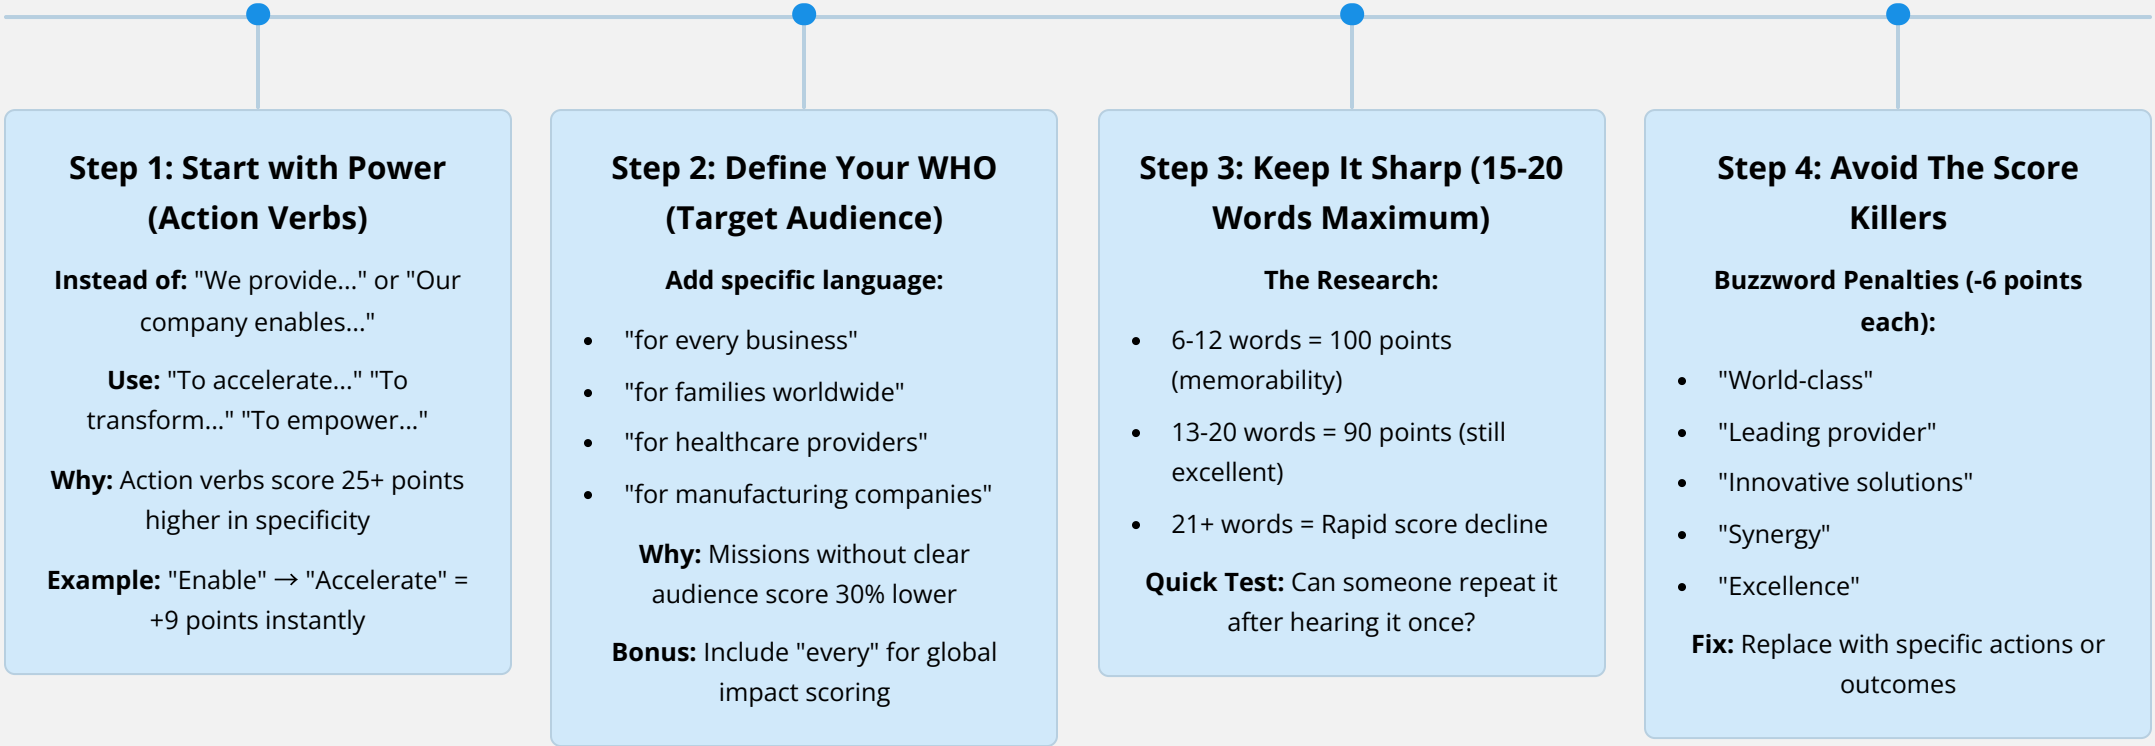 Step 1: Start with Power
(Action Verbs)
Instead of: "We provide..." or "Our
company enables..."
Use: "To accelerate..." "To
transform..." "To empower..."
Why: Action verbs score 25+ points
higher in specificity
Example: "Enable" → "Accelerate" =
+9 points instantly
Step 2: Define Your WHO
(Target Audience)
Add specific language:
• "for every business"
• "for families worldwide"
• "for healthcare providers"
• "for manufacturing companies"
Why: Missions without clear
audience score 30% lower
Bonus: Include "every" for global
impact scoring
Step 3: Keep It Sharp (15-20
Words Maximum)
The Research:
• 6-12 words = 100 points
(memorability)
• 13-20 words = 90 points (still
excellent)
• 21+ words = Rapid score decline
Quick Test: Can someone repeat it
after hearing it once?
Step 4: Avoid The Score
Killers
Buzzword Penalties (-6 points
each):
• "World-class"
• "Leading provider"
• "Innovative solutions"
• "Synergy"
• "Excellence"
Fix: Replace with specific actions or
outcomes